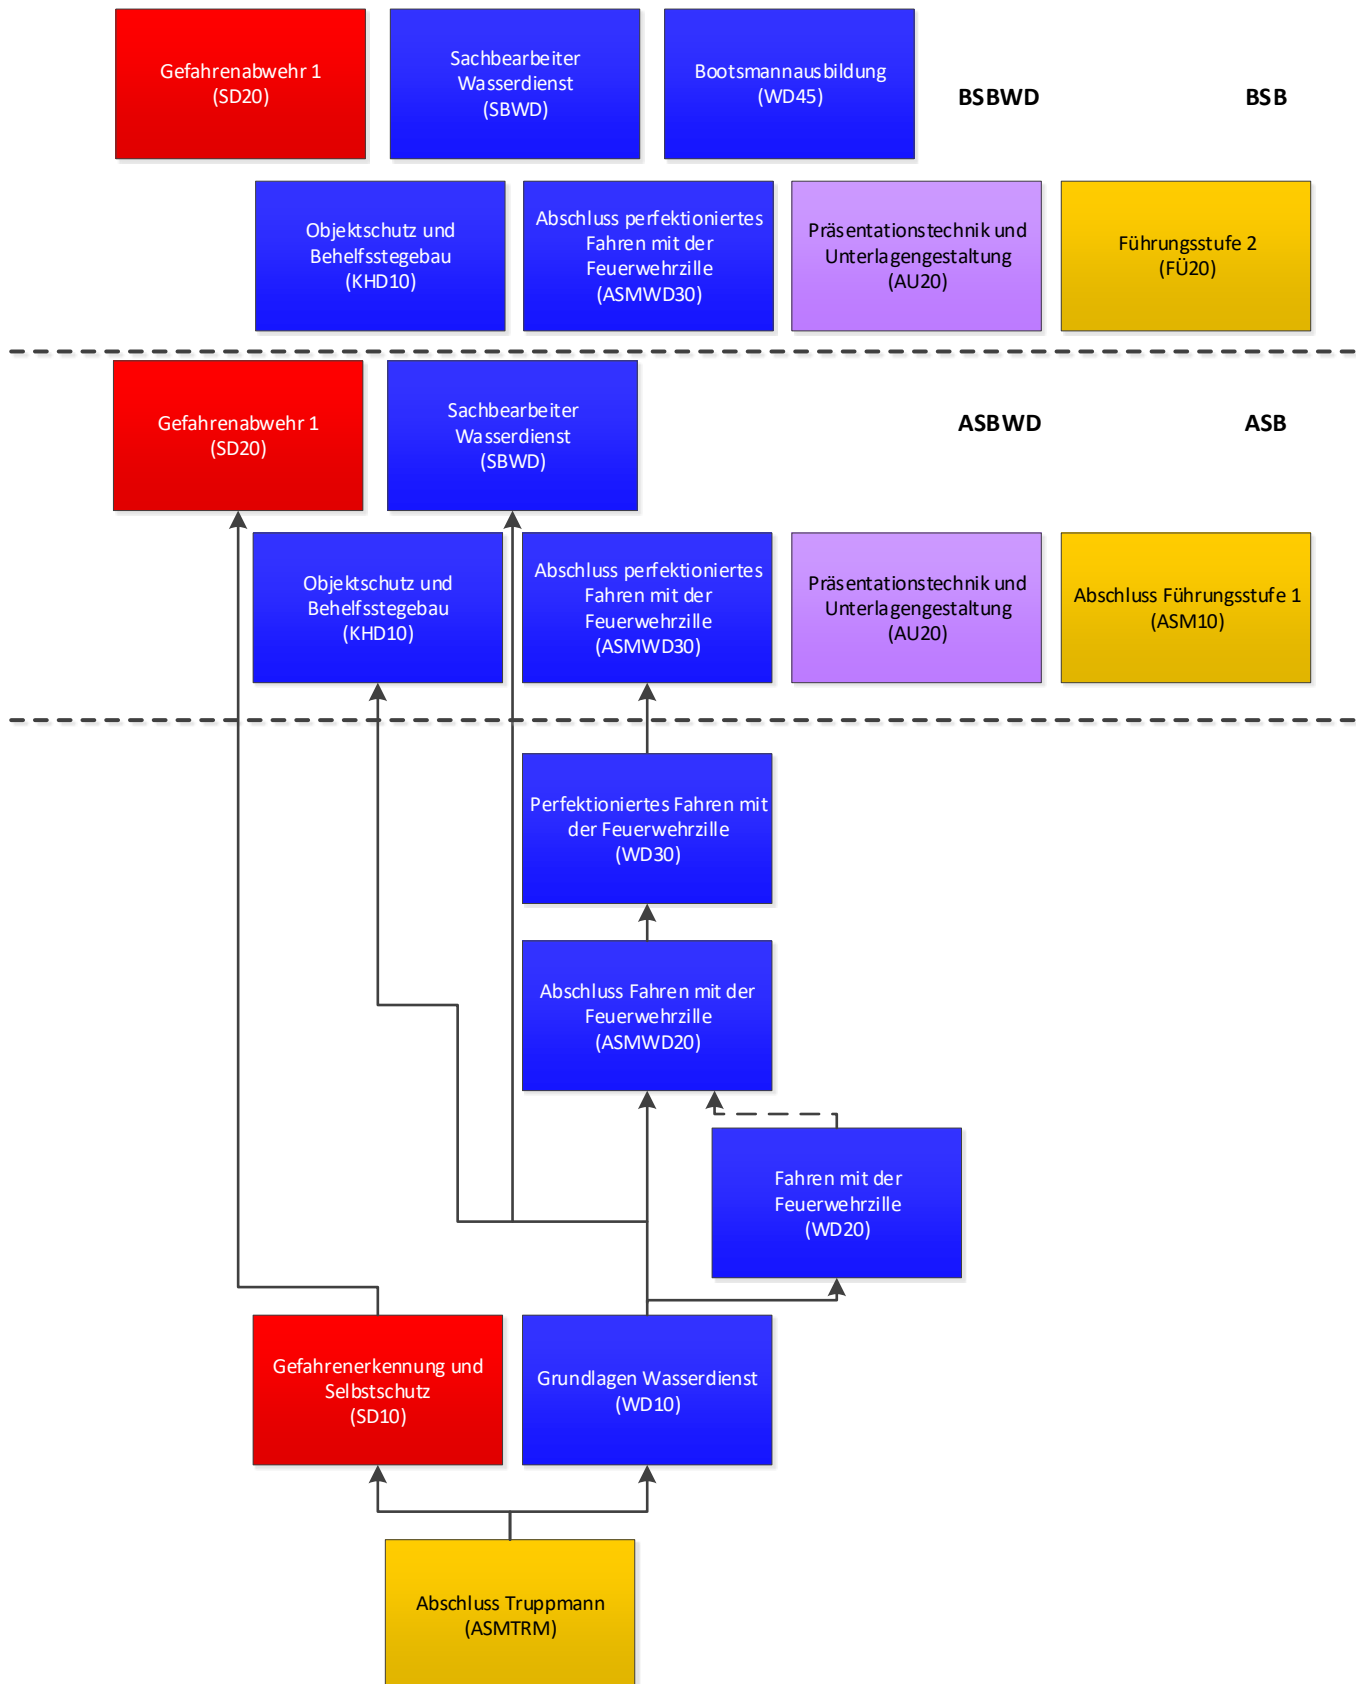 Gefahrenabwehr 1
(SD20)
Sachbearbeiter
Wasserdienst
(SBWD)
Bootsmannausbildung
(WD45)
BSBWD
BSB
Objektschutz und
Behelfsstegebau
(KHD10)
Abschluss perfektioniertes
Fahren mit der
Feuerwehrzille
(ASMWD30)
Präsentationstechnik und
Unterlagengestaltung
(AU20)
Führungsstufe 2
(FÜ20)
Gefahrenabwehr 1
(SD20)
Sachbearbeiter
Wasserdienst
(SBWD)
ASBWD
ASB
Objektschutz und
Behelfsstegebau
(KHD10)
Abschluss perfektioniertes
Fahren mit der
Feuerwehrzille
(ASMWD30)
Präsentationstechnik und
Unterlagengestaltung
(AU20)
Abschluss Führungsstufe 1
(ASM10)
Perfektioniertes Fahren mit
der Feuerwehrzille
(WD30)
Abschluss Fahren mit der
Feuerwehrzille
(ASMWD20)
Fahren mit der
Feuerwehrzille
(WD20)
Gefahrenerkennung und
Selbstschutz
(SD10)
Grundlagen Wasserdienst
(WD10)
Abschluss Truppmann
(ASMTRM)